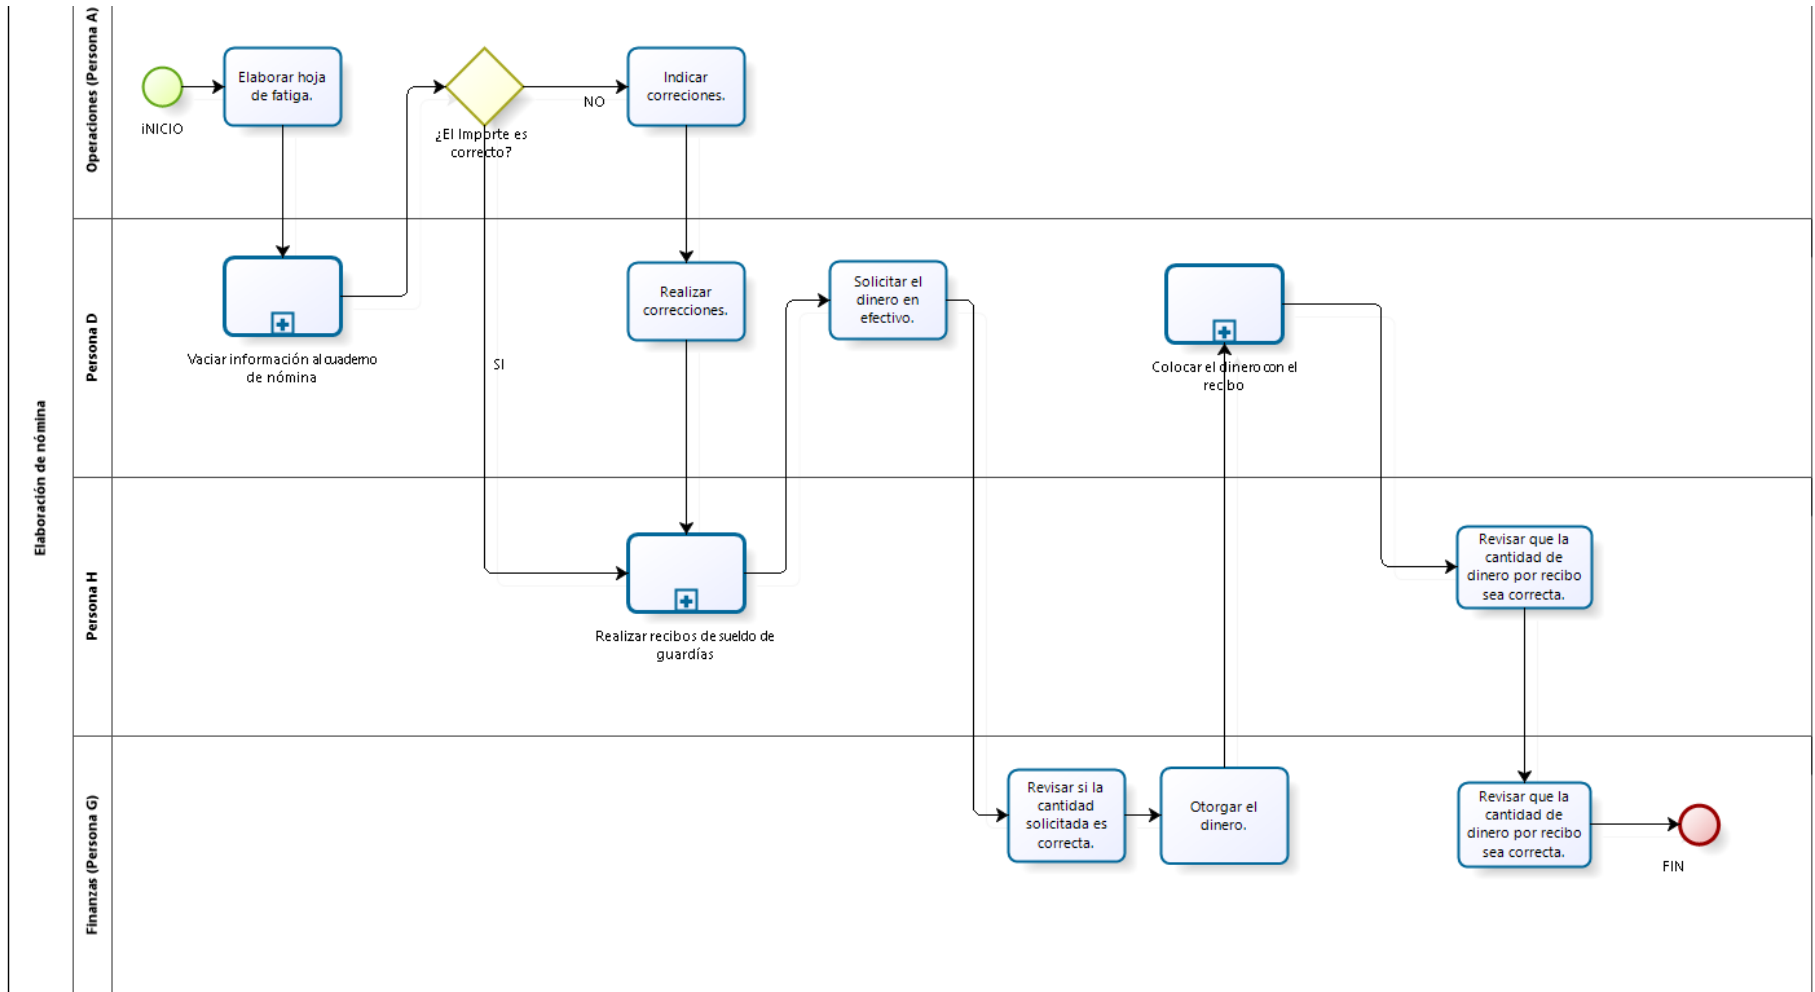 Elaboración de nómina
Operaciones (Persona A)
iNICIO
Elaborar hoja
de fatiga.
¿El Importe es
correcto?
NO
Indicar
correciones.
Persona D
Vaciar información al cuaderno
de nómina
SI
Realizar
correcciones.
Solicitar el
dinero en
efectivo.
Colocar el dinero con el
recibo
Persona H
Realizar recibos de sueldo de
guardías
Revisar que la
cantidad de
dinero por recibo
sea correcta.
Finanzas (Persona G)
Revisar si la
cantidad
solicitada es
correcta.
Otorgar el
dinero.
Revisar que la
cantidad de
dinero por recibo
sea correcta.
FIN